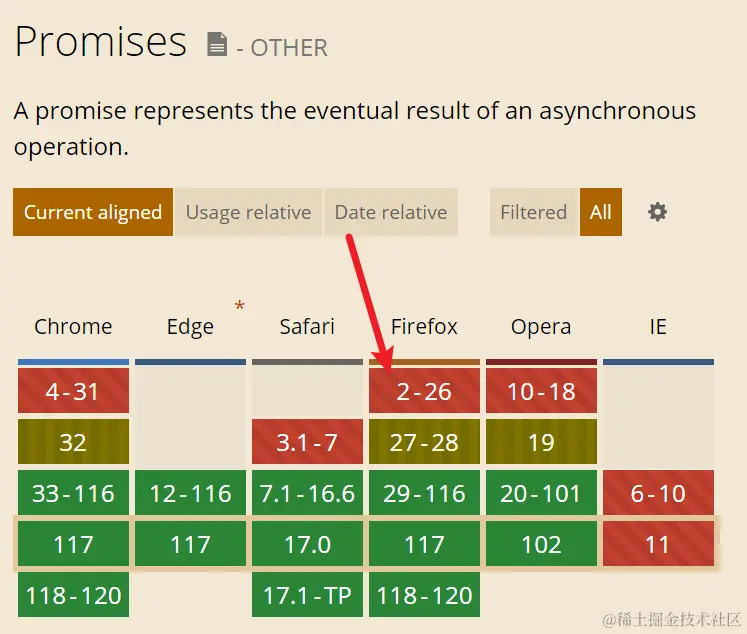 Promises - OTHER
A promise represents the eventual result of an asynchronous
operation.
Current aligned Usage relative Date relative Filtered All
*
Chrome Edge Safari Firefox Opera IE
4-31 2-26 10-18
32 3.1-7 27-28 19
33-116 12-116 7.1-16.6 29-116 20-101 6-10
117 117 17.0 117 102 11
118-120 17.1-TP 118-120
@稀土掘金技术社区